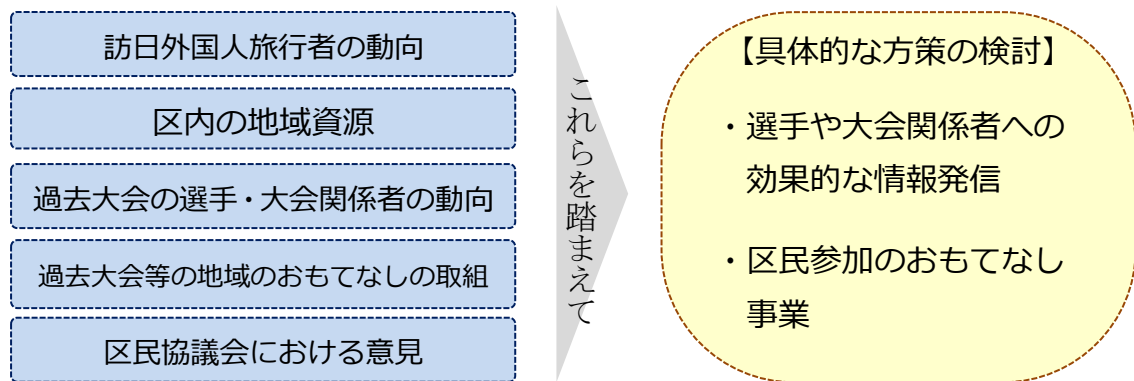 訪日外国人旅行者の動向
区内の地域資源
過去大会の選手・大会関係者の動向
過去大会等の地域のおもてなしの取組
区民協議会における意見
これらを踏まえて
【具体的な方策の検討】
・選手や大会関係者への
効果的な情報発信
・区民参加のおもてなし
事業